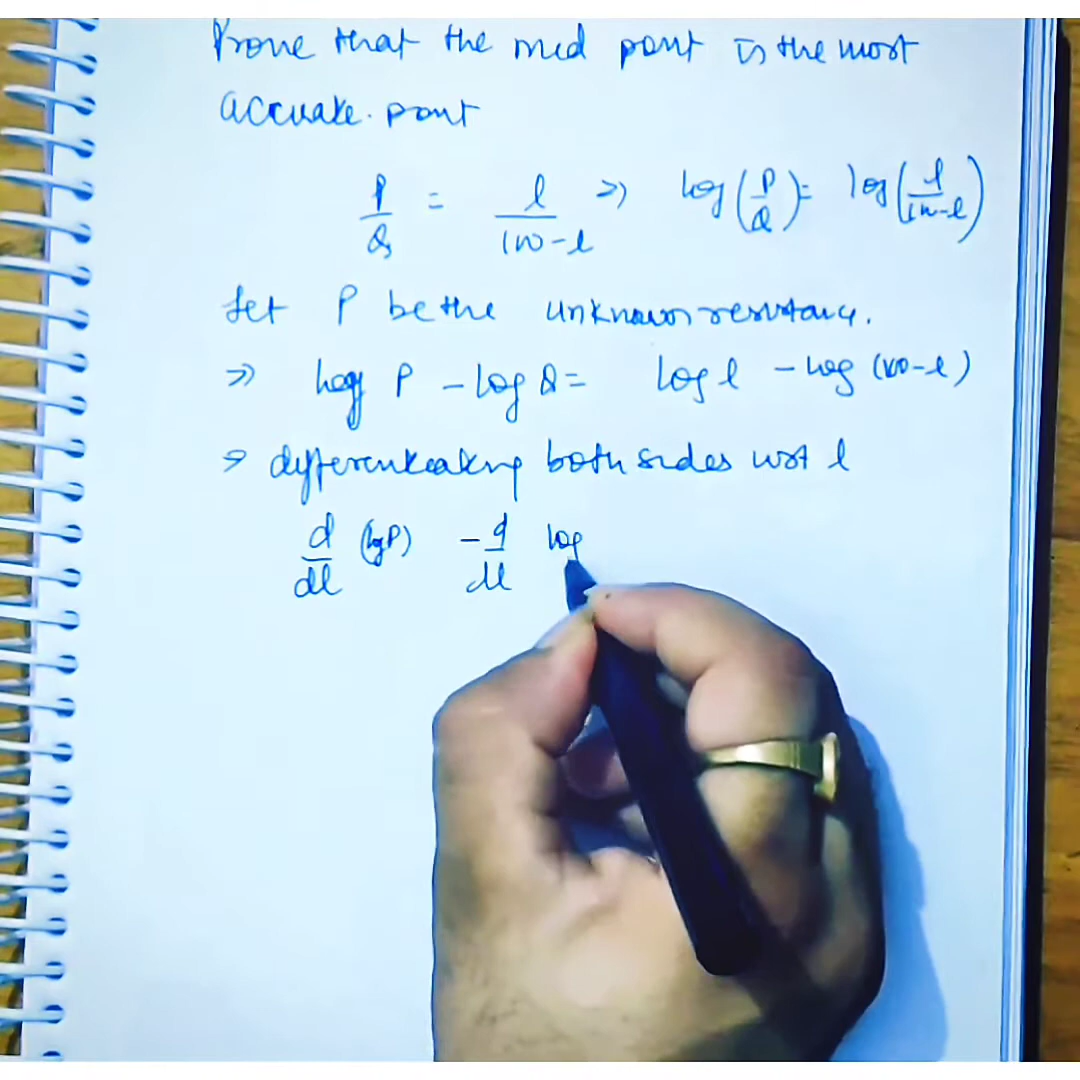 Prove that the mid point is the most
accurate point
P/Q = l/(100-l) ⇒ log(P/Q) = log(l/(100-l))
Let P be the unknown resistance.
⇒ log P - log Q = log l - log (100-l)
⇒ differentiating both sides wrt l
d/dl (log P) - d/dl log